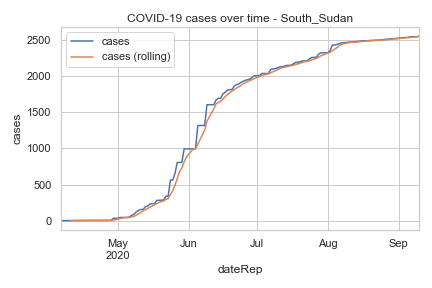 COVID-19 cases over time - South_Sudan
cases
cases (rolling)
2500
2000
1500
1000
500
0
cases
May
2020
Jun
Jul
Aug
Sep
dateRep